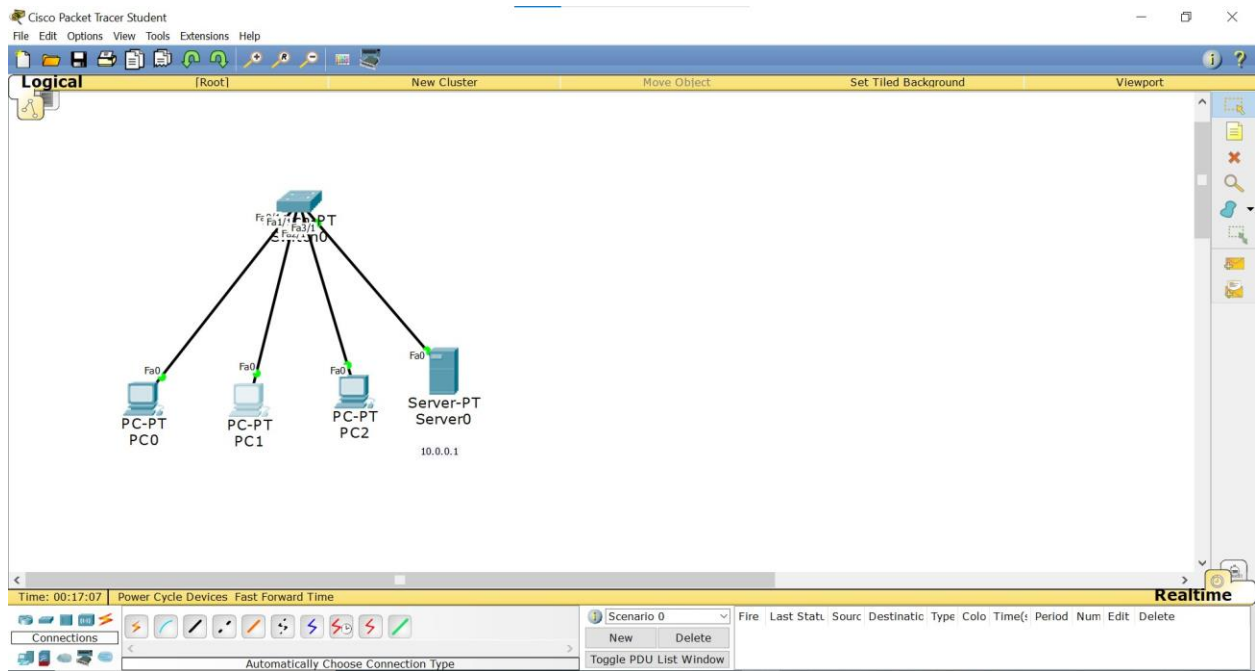 Cisco Packet Tracer Student
File Edit Options View Tools Extensions Help
Logical [Root] New Cluster Move Object Set Tiled Background Viewport
Fa1/1
Fa3/1
Fa0
Fa0
Fa0
Fa0
PC-PT
PC0
PC-PT
PC1
PC-PT
PC2
Server-PT
Server0
10.0.0.1
Time: 00:17:07 Power Cycle Devices Fast Forward Time Realtime
Connections
Automatically Choose Connection Type
Scenario 0
New Delete
Toggle PDU List Window
Fire Last Statu Sourc Destinatic Type Colo Time(s Period Num Edit Delete